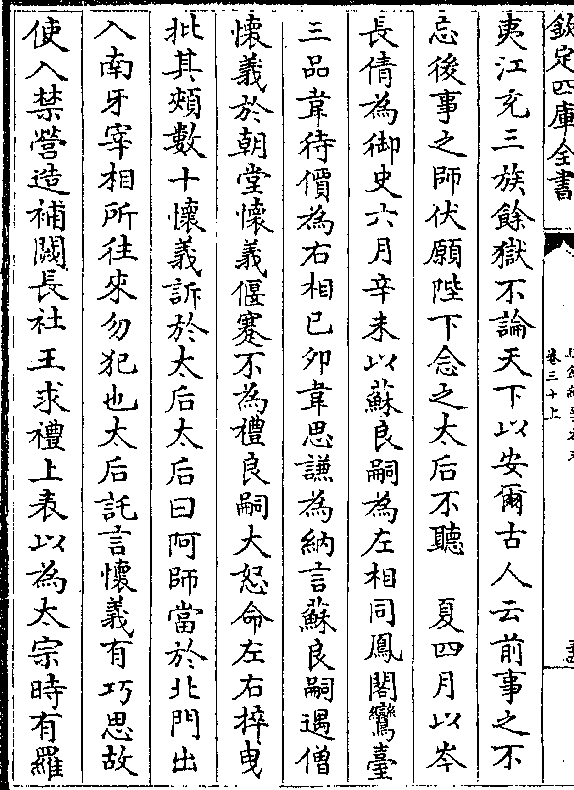 欽定四庫全書
卷三十上
夷江充三族餘獄不論天下以安爾古人云前事之不
忘後事之師伏願陛下念之太后不聽 夏四月以岑
長倩為御史六月辛未以蘇良嗣為左相同鳳閣鸞臺
三品韋待價為右相已卯韋思謙為納言蘇良嗣遇僧
懷義於朝堂懷義偃蹇不為禮良嗣大怒命左右捽曳
批其頰數十懷義訴於太后太后曰阿師當於北門出
入南牙宰相所往來勿犯也太后託言懷義有巧思故
使入禁營造補闕長社王求禮上表以為太宗時有羅